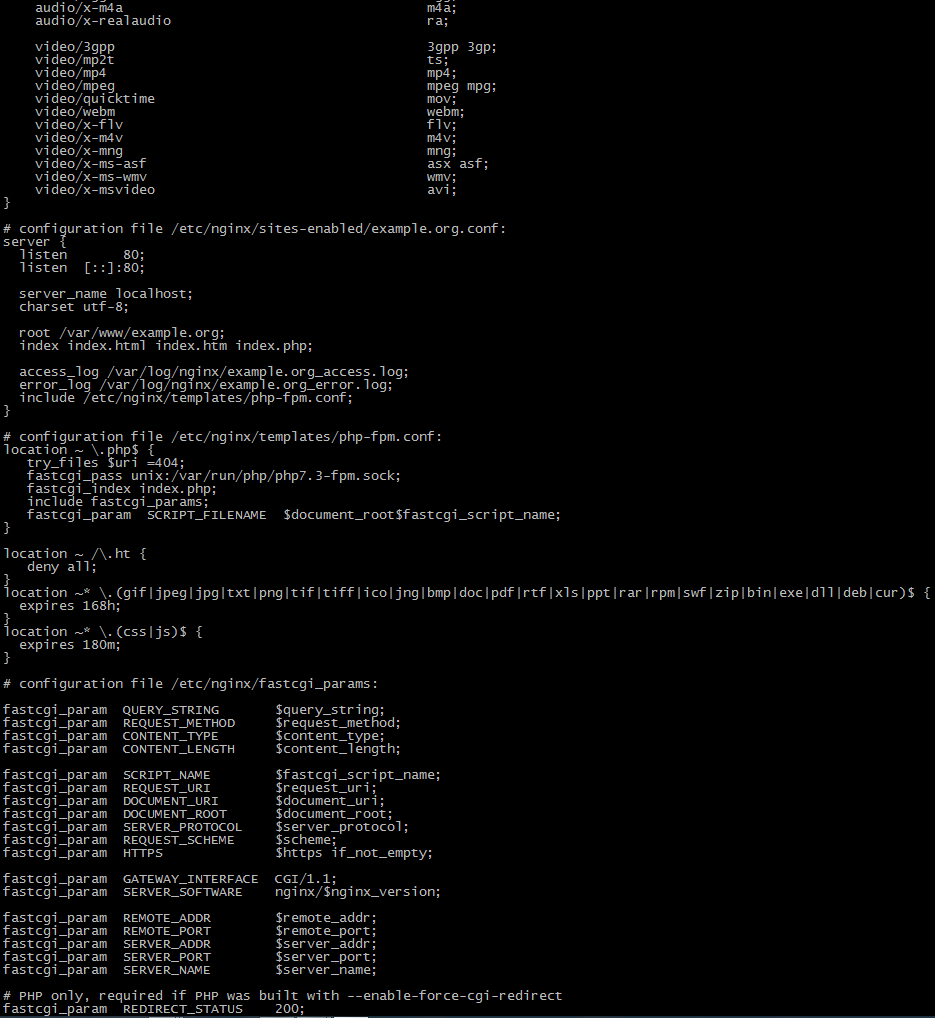 audio/x-m4a                                      m4a;
    audio/x-realaudio                                ra;

    video/3gpp                                       3gpp 3gp;
    video/mp2t                                       ts;
    video/mp4                                        mp4;
    video/mpeg                                       mpeg mpg;
    video/quicktime                                  mov;
    video/webm                                       webm;
    video/x-flv                                      flv;
    video/x-m4v                                      m4v;
    video/x-mng                                      mng;
    video/x-ms-asf                                   asx asf;
    video/x-ms-wmv                                   wmv;
    video/x-msvideo                                  avi;
}

# configuration file /etc/nginx/sites-enabled/example.org.conf:
server {
  listen       80;
  listen  [::]:80;

  server_name localhost;
  charset utf-8;

  root /var/www/example.org;
  index index.html index.htm index.php;

  access_log /var/log/nginx/example.org_access.log;
  error_log /var/log/nginx/example.org_error.log;
  include /etc/nginx/templates/php-fpm.conf;
}

# configuration file /etc/nginx/templates/php-fpm.conf:
location ~ \.php$ {
   try_files $uri =404;
   fastcgi_pass unix:/var/run/php/php7.3-fpm.sock;
   fastcgi_index index.php;
   include fastcgi_params;
   fastcgi_param  SCRIPT_FILENAME  $document_root$fastcgi_script_name;
}

location ~ /\.ht {
   deny all;
}
location ~* \.(gif|jpeg|jpg|txt|png|tif|tiff|ico|jng|bmp|doc|pdf|rtf|xls|ppt|rar|rpm|swf|zip|bin|exe|dll|deb|cur)$ {
  expires 168h;
}
location ~* \.(css|js)$ {
  expires 180m;
}

# configuration file /etc/nginx/fastcgi_params:

fastcgi_param  QUERY_STRING       $query_string;
fastcgi_param  REQUEST_METHOD     $request_method;
fastcgi_param  CONTENT_TYPE       $content_type;
fastcgi_param  CONTENT_LENGTH     $content_length;

fastcgi_param  SCRIPT_NAME        $fastcgi_script_name;
fastcgi_param  REQUEST_URI        $request_uri;
fastcgi_param  DOCUMENT_URI       $document_uri;
fastcgi_param  DOCUMENT_ROOT      $document_root;
fastcgi_param  SERVER_PROTOCOL    $server_protocol;
fastcgi_param  REQUEST_SCHEME     $scheme;
fastcgi_param  HTTPS              $https if_not_empty;

fastcgi_param  GATEWAY_INTERFACE  CGI/1.1;
fastcgi_param  SERVER_SOFTWARE    nginx/$nginx_version;

fastcgi_param  REMOTE_ADDR        $remote_addr;
fastcgi_param  REMOTE_PORT        $remote_port;
fastcgi_param  SERVER_ADDR        $server_addr;
fastcgi_param  SERVER_PORT        $server_port;
fastcgi_param  SERVER_NAME        $server_name;

# PHP only, required if PHP was built with --enable-force-cgi-redirect
fastcgi_param  REDIRECT_STATUS    200;